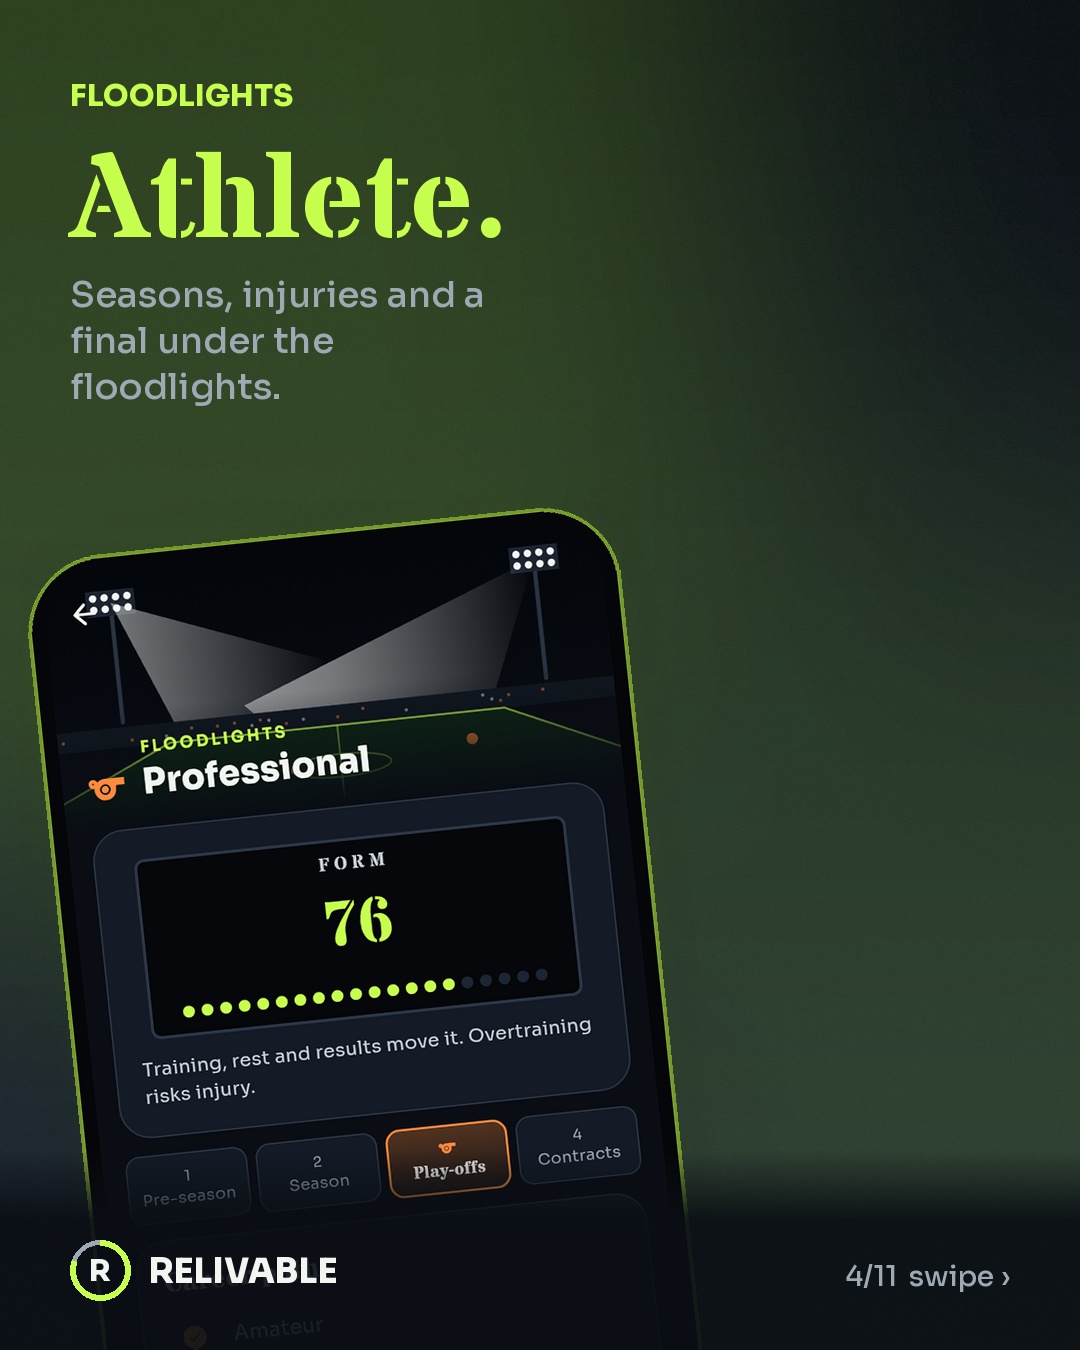 FLOODLIGHTS
Athlete.
Seasons, injuries and a
final under the
floodlights.
FLOODLIGHTS
Professional
FORM
76
Training, rest and results move it. Overtraining
risks injury.
1
Pre-season
2
Season
Play-offs
4
Contracts
R RELIVABLE
4/11 swipe ›
Amateur